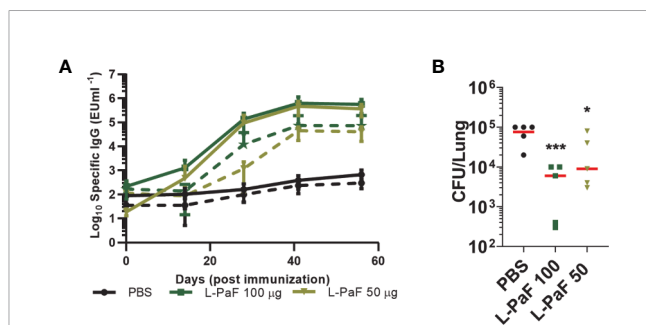 A
Log10 Specific IgG (EUml -1)
7
6
5
4
3
2
1
0
0
20
40
60
Days (post immunization)
PBS
L-PaF 100 µg
L-PaF 50 µg
B
CFU/Lung
10^6
10^5
10^4
10^3
10^2
***
*
PBS
L-PaF 100
L-PaF 50